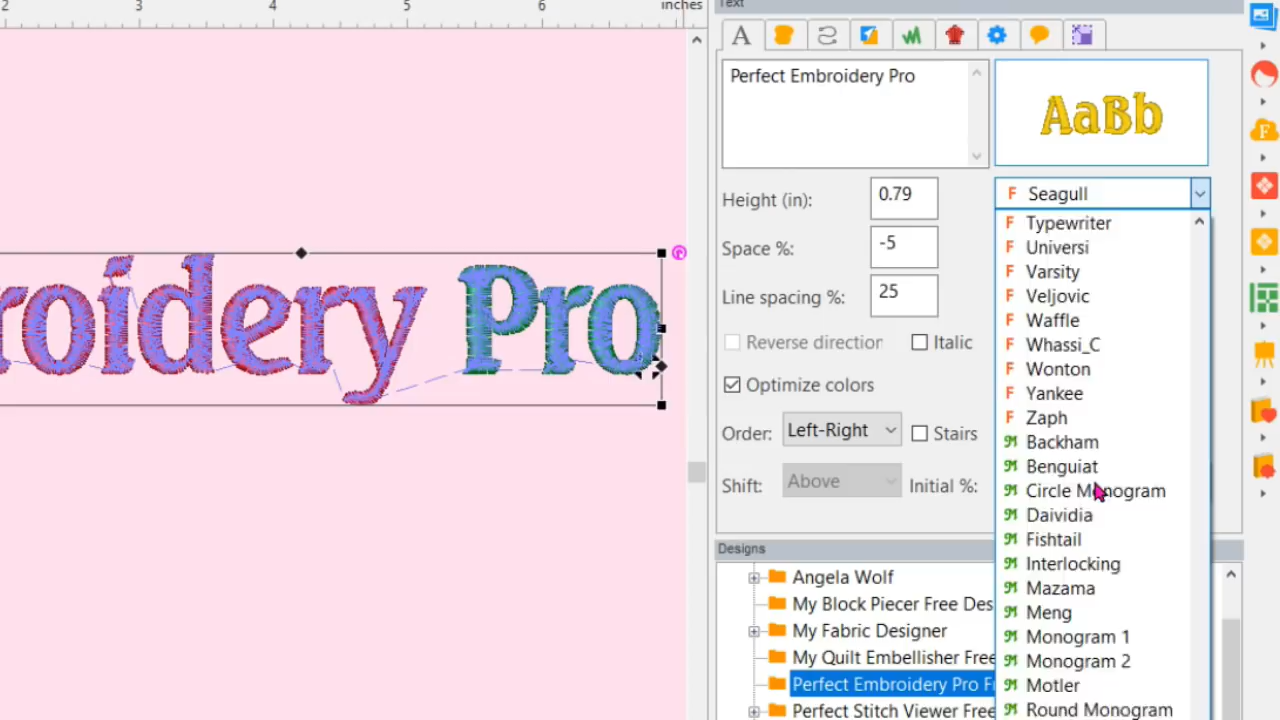 2 3 4 5 6 inches
Text
Perfect Embroidery Pro
AaBb
Height (in): 0.79
F Seagull
Space %: -5
Line spacing %: 25
Reverse direction
Italic
Optimize colors
Order: Left-Right
Stairs
Shift: Above
Initial %:
F Typewriter
F Universi
F Varsity
F Veljovic
F Waffle
F Whassi_C
F Wonton
F Yankee
F Zaph
M Backham
M Benguiat
M Circle Monogram
M Daividia
M Fishtail
M Interlocking
M Mazama
M Meng
M Monogram 1
M Monogram 2
M Motler
M Round Monogram
roidery Pro
Designs
Angela Wolf
My Block Piecer Free Des
My Fabric Designer
My Quilt Embellisher Free
Perfect Embroidery Pro F
Perfect Stitch Viewer Free
F